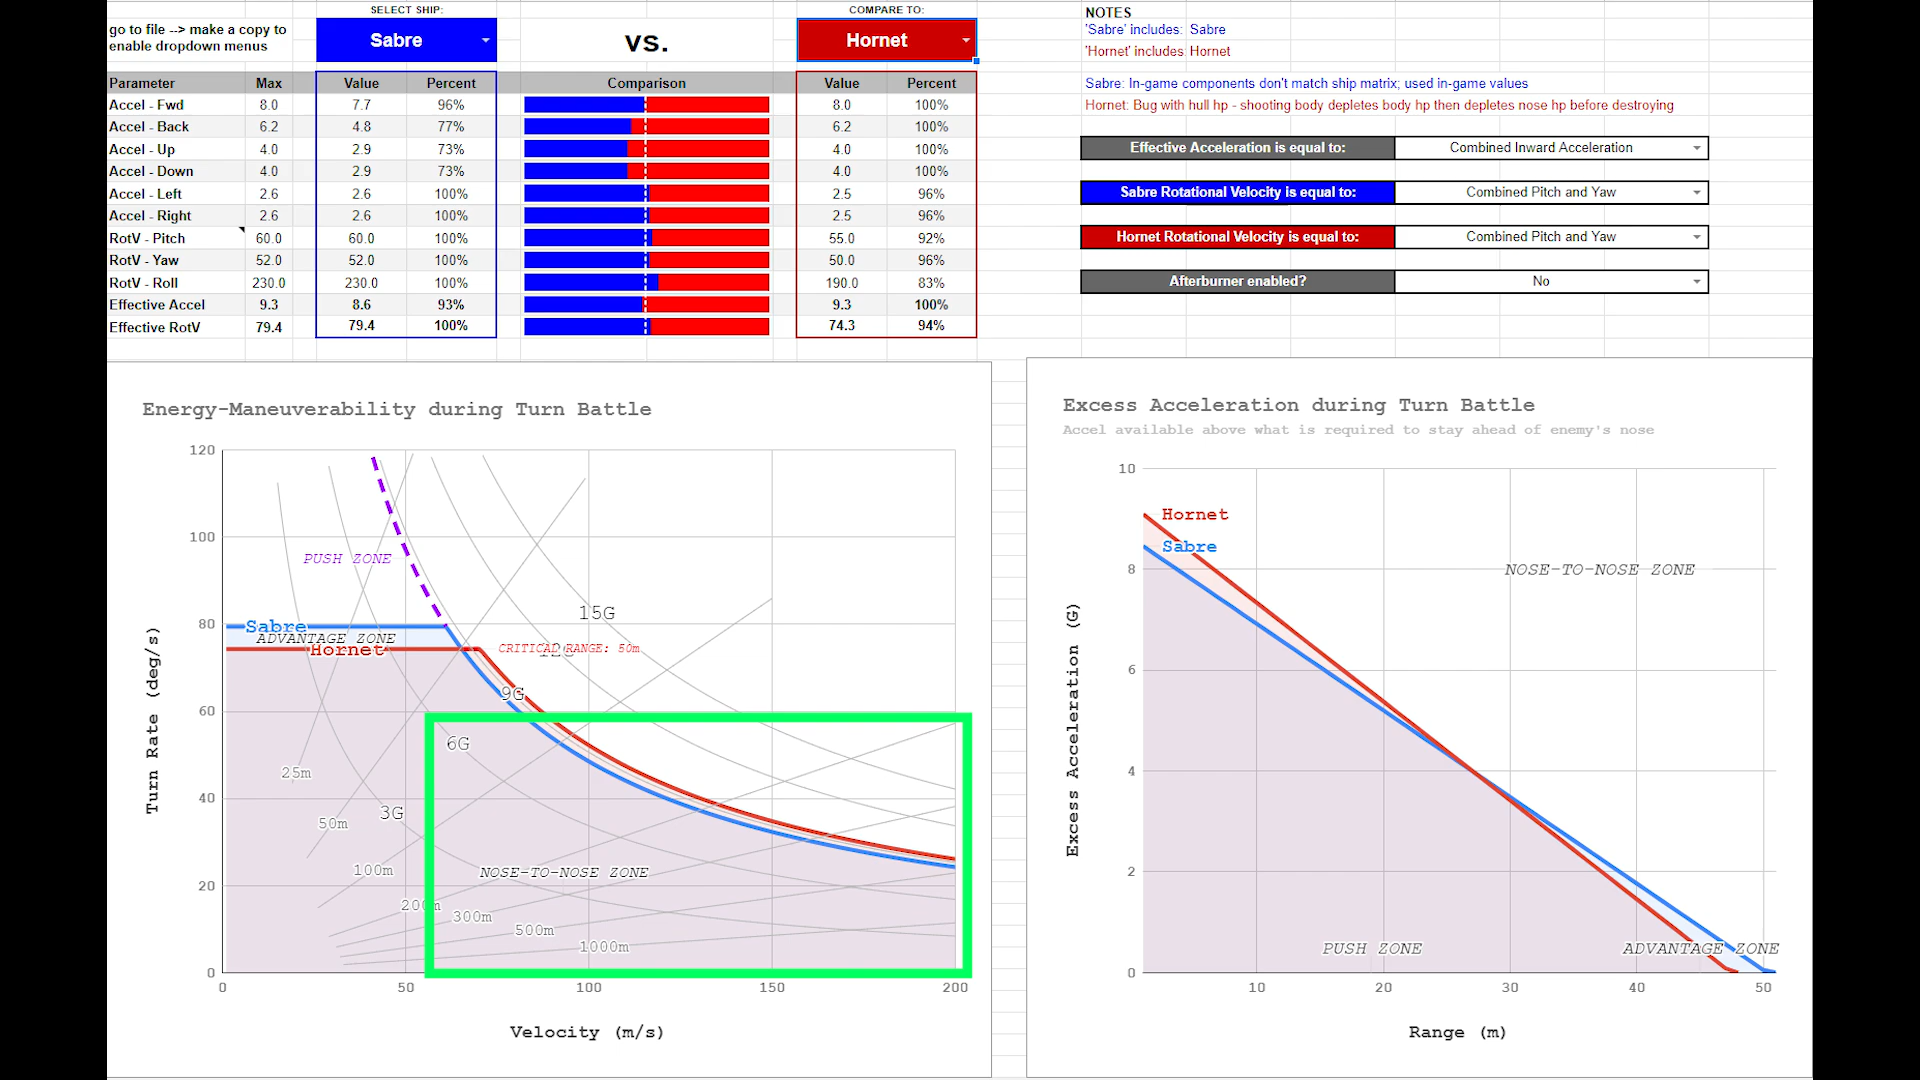 SELECT SHIP:
COMPARE TO:
NOTES
go to file --> make a copy to
enable dropdown menus
Sabre
VS.
Hornet
'Sabre' includes: Sabre
'Hornet' includes: Hornet
Parameter Max Value Percent Comparison Value Percent
Sabre: In-game components don't match ship matrix; used in-game values
Accel - Fwd 8.0 7.7 96% 8.0 100%
Hornet: Bug with hull hp - shooting body depletes body hp then depletes nose hp before destroying
Accel - Back 6.2 4.8 77% 6.2 100%
Accel - Up 4.0 2.9 73% 4.0 100%
Effective Acceleration is equal to: Combined Inward Acceleration
Accel - Down 4.0 2.9 73% 4.0 100%
Accel - Left 2.6 2.6 100% 2.5 96%
Sabre Rotational Velocity is equal to: Combined Pitch and Yaw
Accel - Right 2.6 2.6 100% 2.5 96%
RotV - Pitch 60.0 60.0 100% 55.0 92%
Hornet Rotational Velocity is equal to: Combined Pitch and Yaw
RotV - Yaw 52.0 52.0 100% 50.0 96%
RotV - Roll 230.0 230.0 100% 190.0 83%
Afterburner enabled? No
Effective Accel 9.3 8.6 93% 9.3 100%
Effective RotV 79.4 79.4 100% 74.3 94%
Energy-Maneuverability during Turn Battle
120
100
80
60
40
20
0
Turn Rate (deg/s)
PUSH ZONE
15G
Sabre
ADVANTAGE ZONE
Hornet
CRITICAL RANGE: 50m
9G
6G
25m
3G
50m
100m
NOSE-TO-NOSE ZONE
200m
300m
500m
1000m
0 50 100 150 200
Velocity (m/s)
Excess Acceleration during Turn Battle
Accel available above what is required to stay ahead of enemy's nose
10
8
6
4
2
0
Excess Acceleration (G)
Hornet
Sabre
NOSE-TO-NOSE ZONE
PUSH ZONE
ADVANTAGE ZONE
10 20 30 40 50
Range (m)